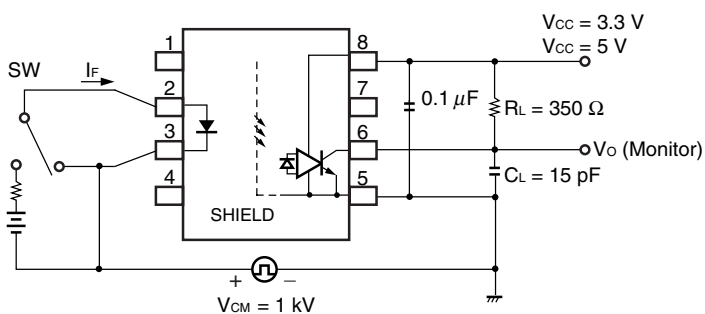 VCC = 3.3 V
VCC = 5 V
SW
IF
1
2
3
4
8
7
6
5
0.1 μF
RL = 350 Ω
VO (Monitor)
CL = 15 pF
SHIELD
+ −
VCM = 1 kV